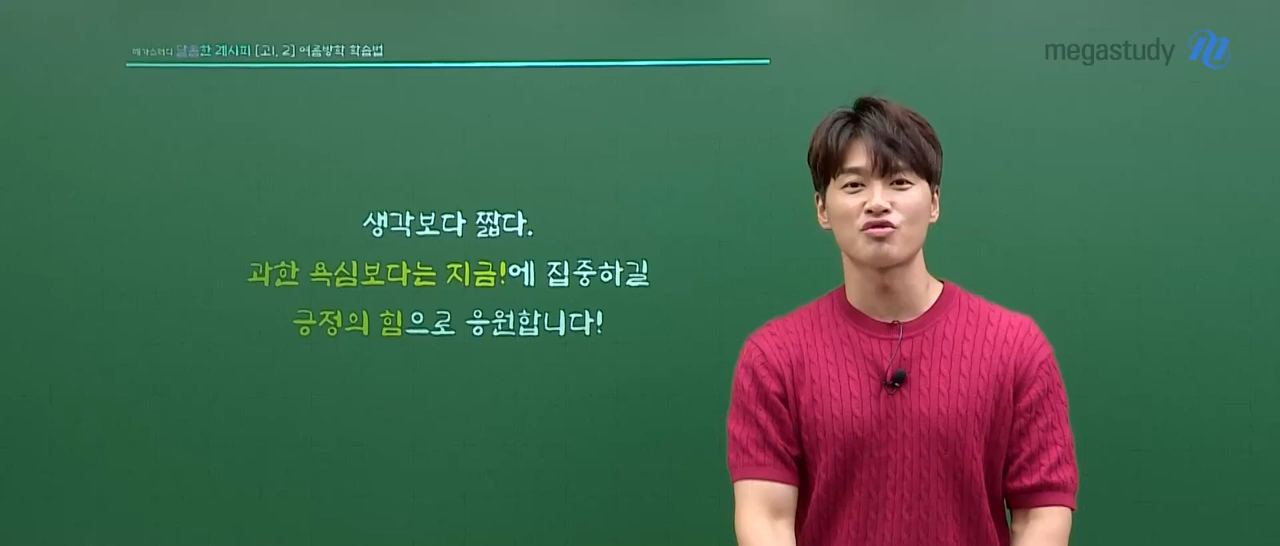 메가스터디 달콤한 레시피 [고1, 2] 여름방학 학습법
megastudy
생각보다 짧다.
과한 욕심보다는 지금!에 집중하길
긍정의 힘으로 응원합니다!